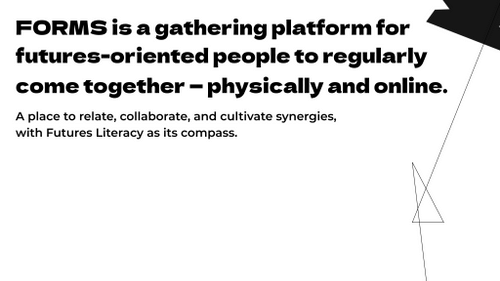 FORMS is a gathering platform for
futures-oriented people to regularly
come together – physically and online.
A place to relate, collaborate, and cultivate synergies,
with Futures Literacy as its compass.